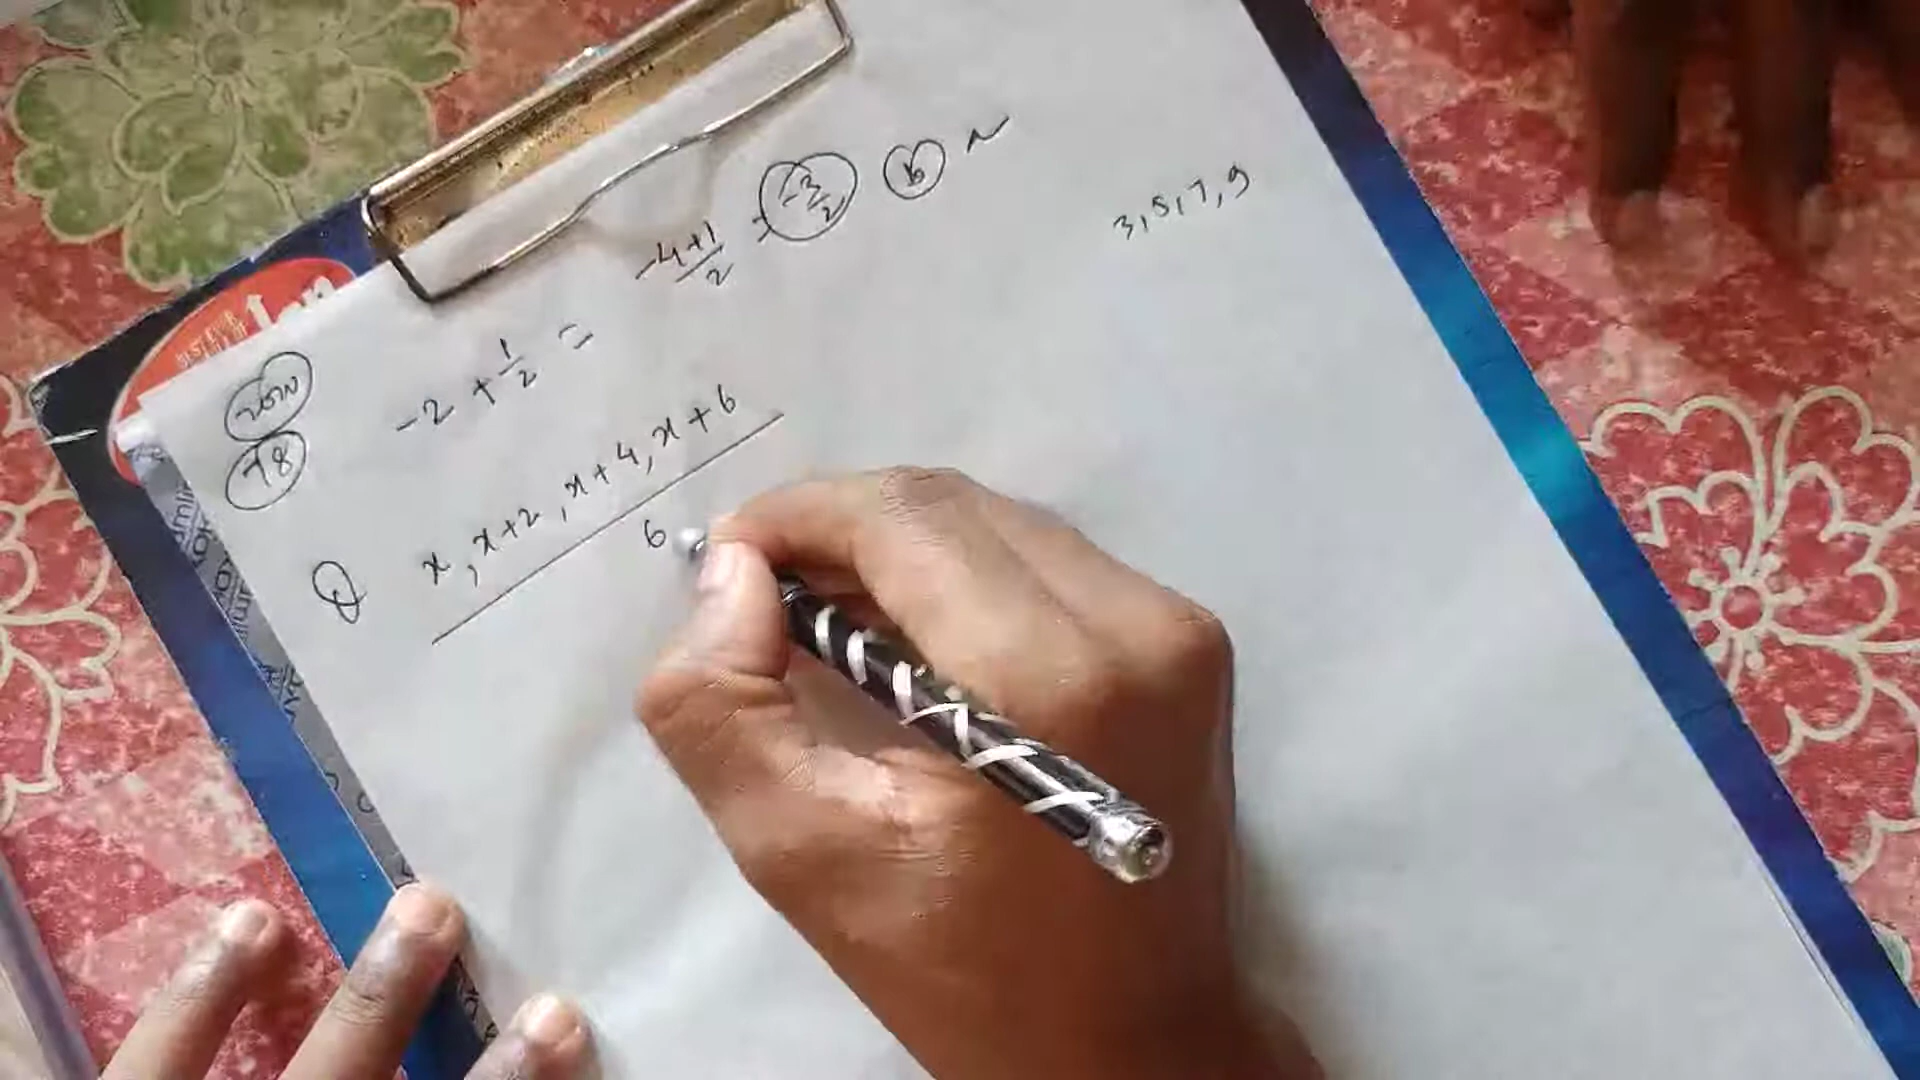 -2 + 1/2 = -4+1/2 = -3/2 b
3, 5, 7, 9
78
Q x, x+2, x+4, x+6
6